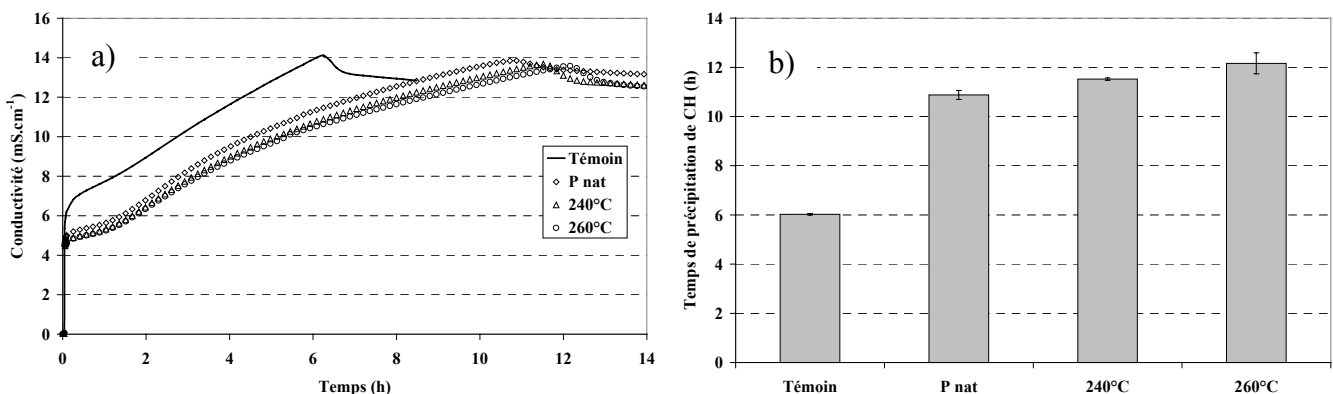 a)
Conductivité (mS.cm⁻¹)
16
14
12
10
8
6
4
2
0
0 2 4 6 8 10 12 14
Temps (h)
Témoin
P nat
240°C
260°C
b)
Temps de précipitation de CH (h)
14
12
10
8
6
4
2
0
Témoin P nat 240°C 260°C